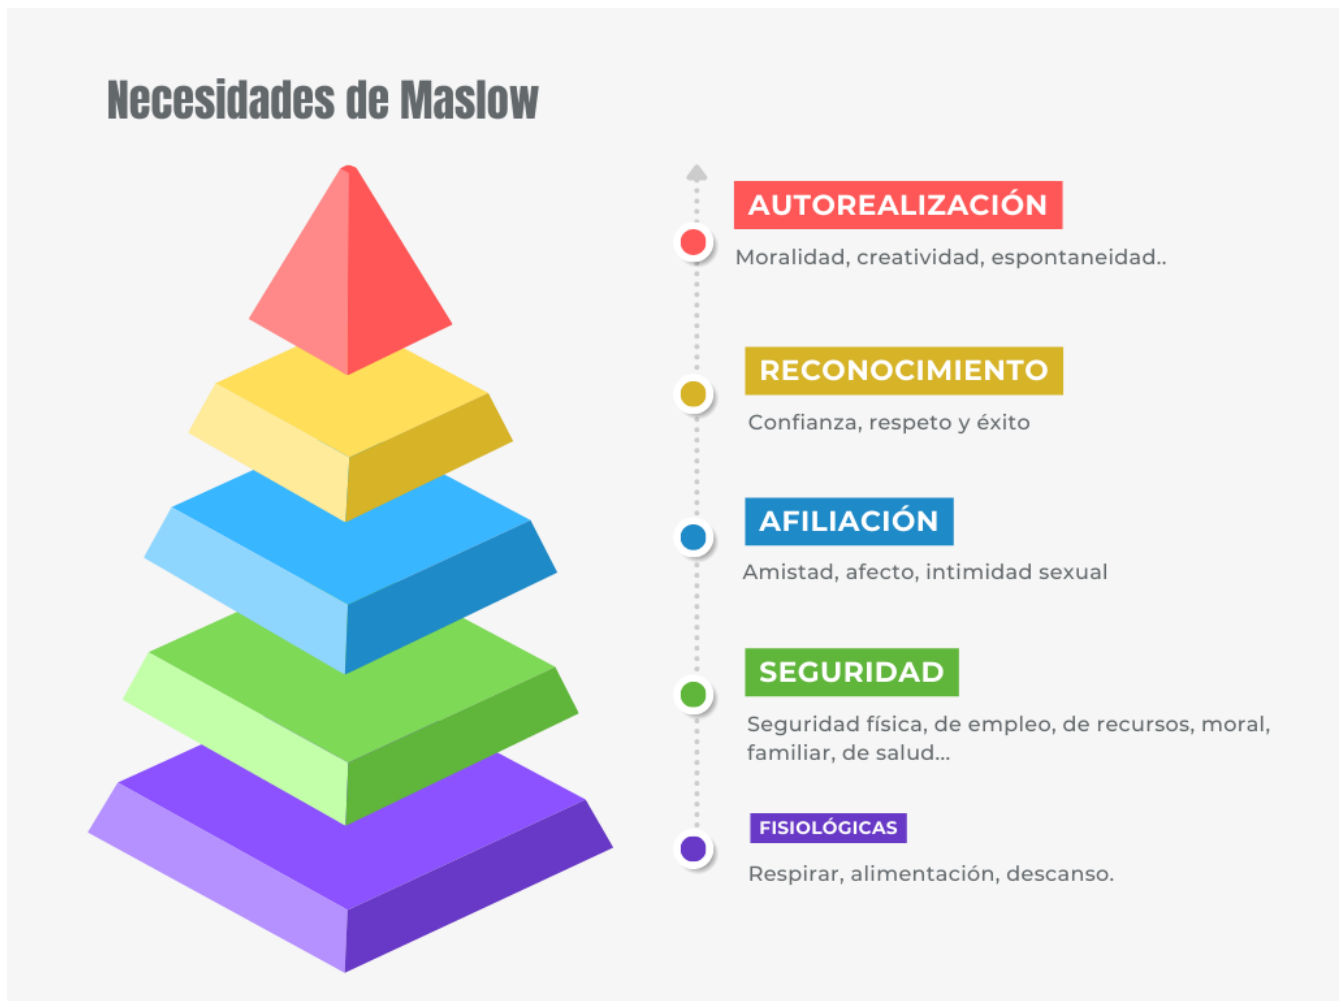 Necesidades de Maslow
AUTOREALIZACIÓN
Moralidad, creatividad, espontaneidad..
RECONOCIMIENTO
Confianza, respeto y éxito
AFILIACIÓN
Amistad, afecto, intimidad sexual
SEGURIDAD
Seguridad física, de empleo, de recursos, moral,
familiar, de salud...
FISIOLÓGICAS
Respirar, alimentación, descanso.